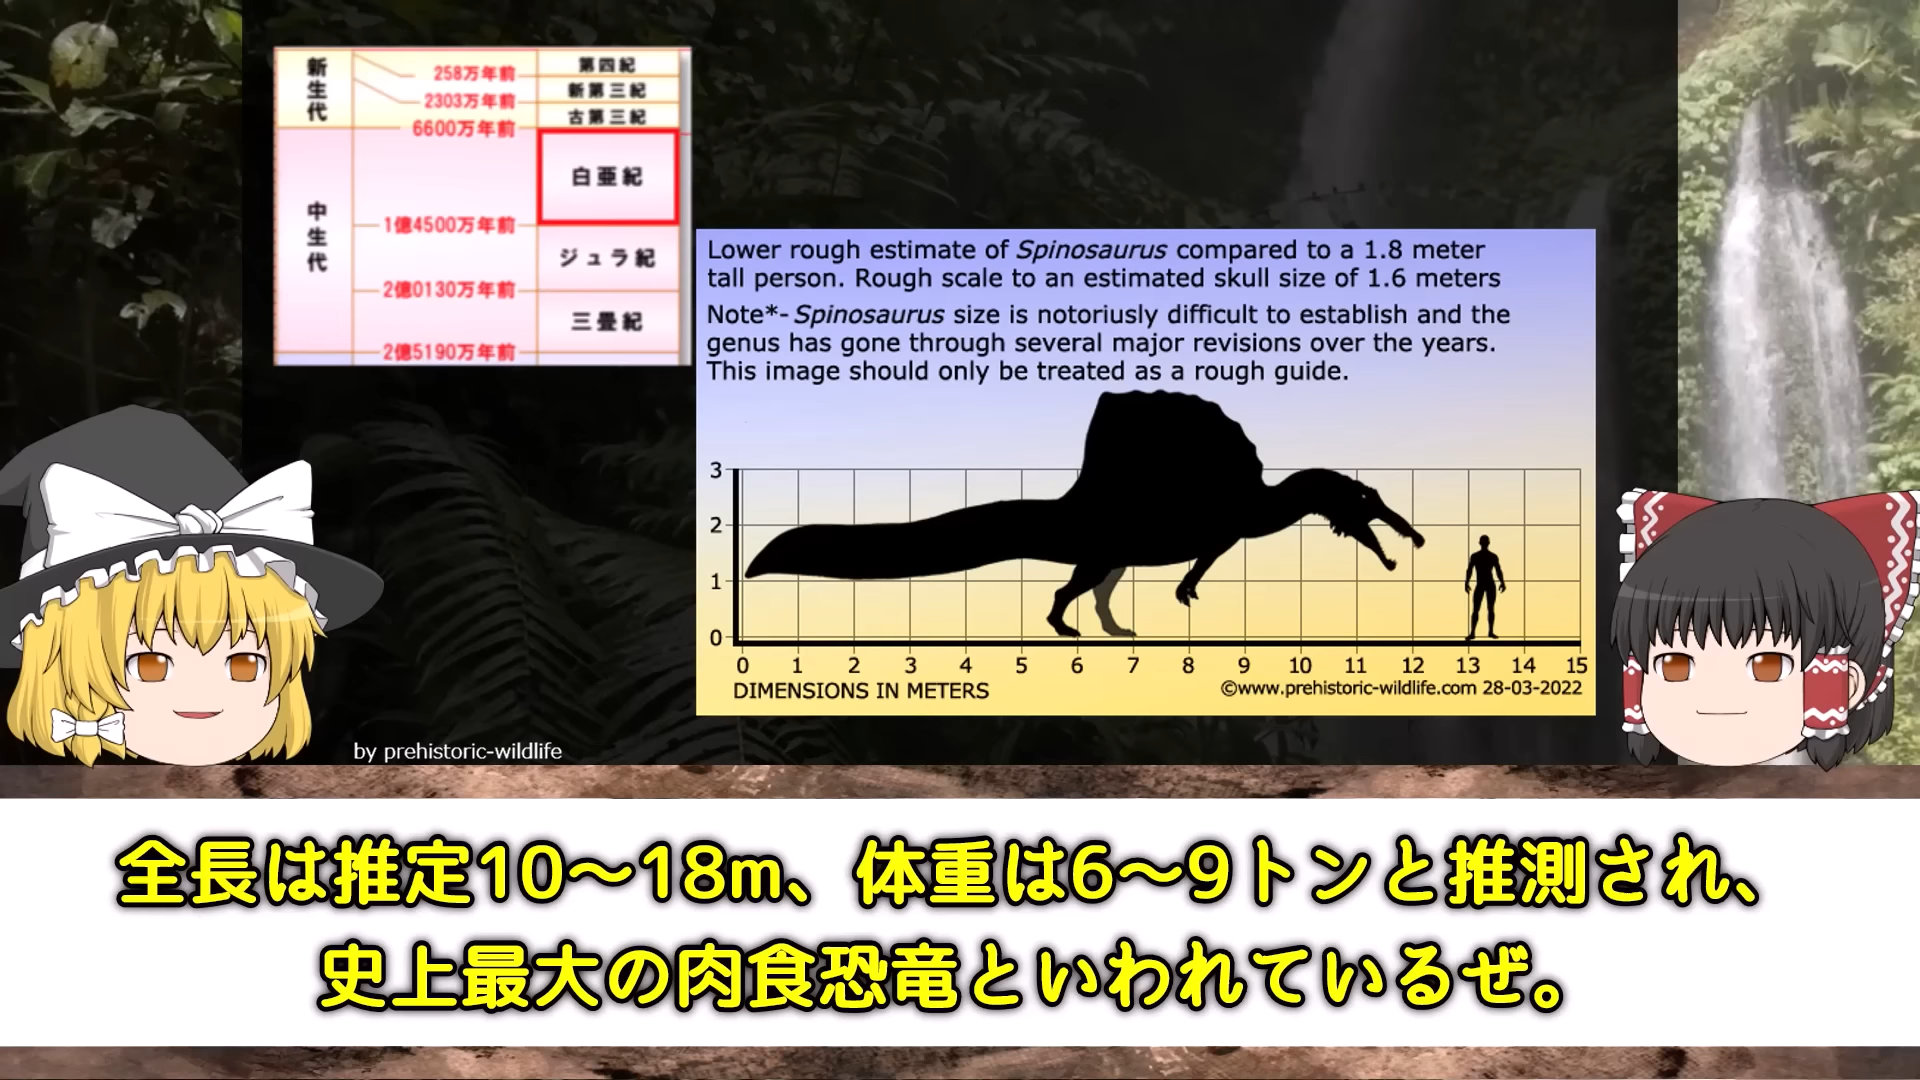 新生代
258万年前
第四紀
2303万年前
新第三紀
6600万年前
古第三紀
中生代
白亜紀
1億4500万年前
ジュラ紀
2億0130万年前
三畳紀
2億5190万年前
Lower rough estimate of Spinosaurus compared to a 1.8 meter
tall person. Rough scale to an estimated skull size of 1.6 meters
Note*- Spinosaurus size is notoriusly difficult to establish and the
genus has gone through several major revisions over the years.
This image should only be treated as a rough guide.
3
2
1
0
0 1 2 3 4 5 6 7 8 9 10 11 12 13 14 15
DIMENSIONS IN METERS
©www.prehistoric-wildlife.com 28-03-2022
by prehistoric-wildlife
全長は推定10～18m、体重は6～9トンと推測され、
史上最大の肉食恐竜といわれているぜ。